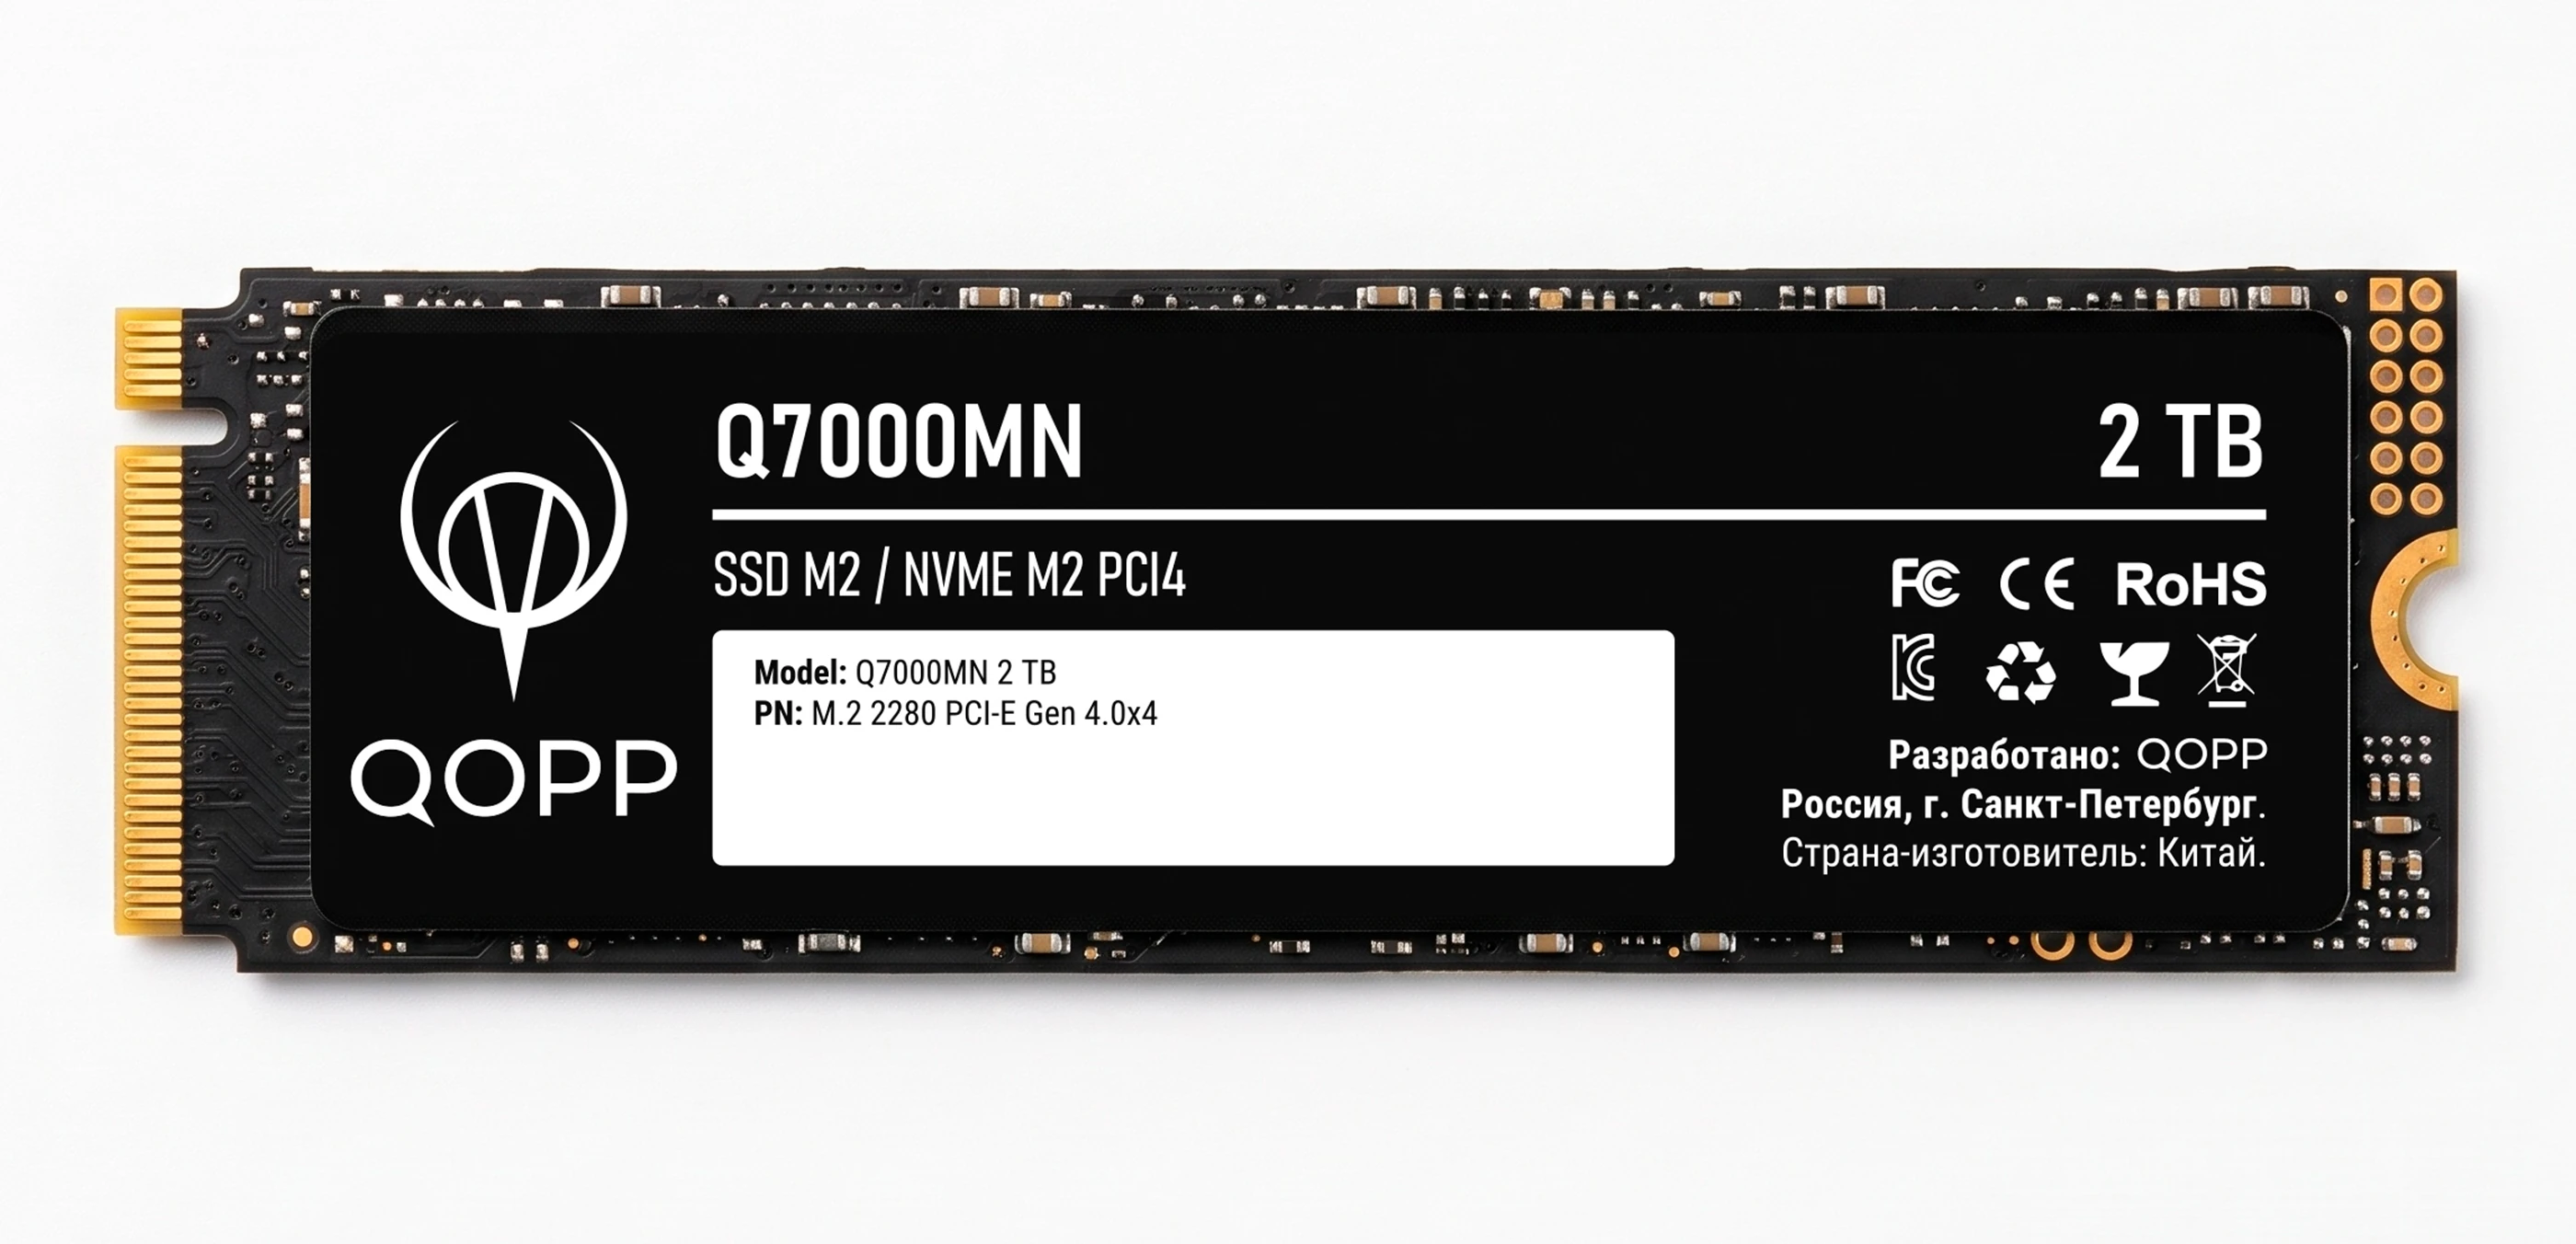 Q7000MN 2 TB
SSD M2 / NVME M2 PCI4
Model: Q7000MN 2 TB
PN: M.2 2280 PCI-E Gen 4.0x4
QOPP
FC CE RoHS
Разработано: QOPP
Россия, г. Санкт-Петербург.
Страна-изготовитель: Китай.